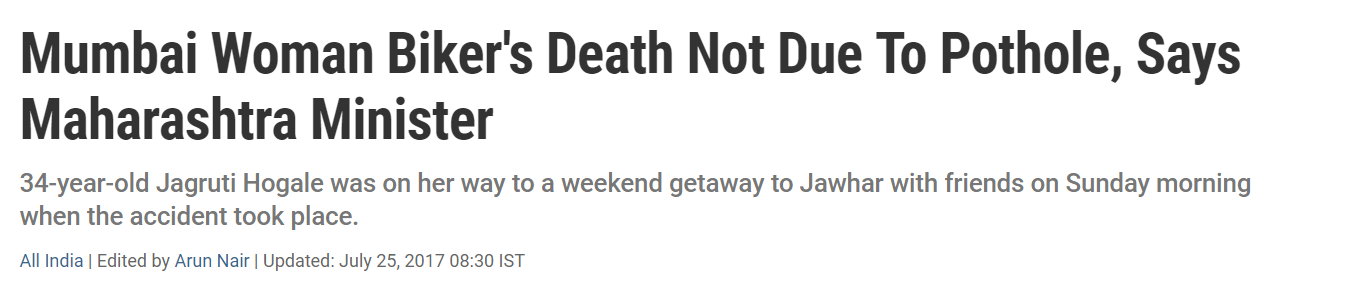 Mumbai Woman Biker's Death Not Due To Pothole, Says
Maharashtra Minister
34-year-old Jagruti Hogale was on her way to a weekend getaway to Jawhar with friends on Sunday morning
when the accident took place.
All India | Edited by Arun Nair | Updated: July 25, 2017 08:30 IST